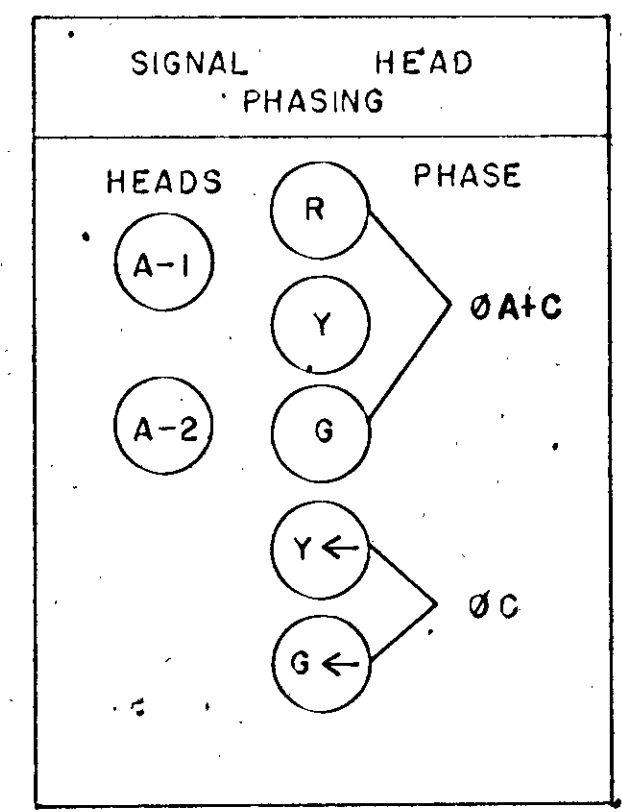 SIGNAL HEAD
PHASING
HEADS
PHASE
R
A-1
Y
ØA+C
A-2
G
Y ←
ØC
G ←